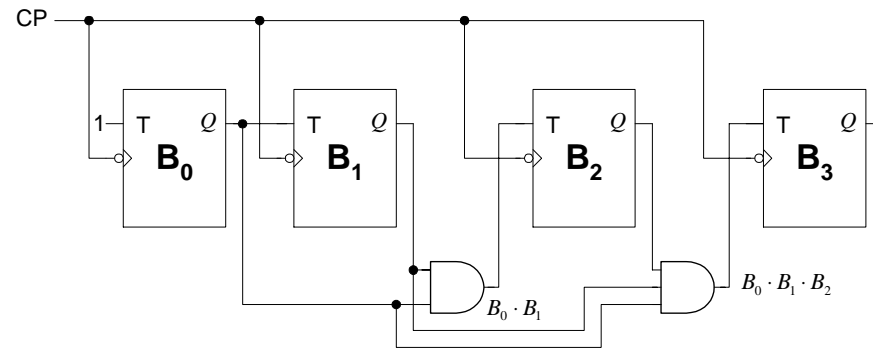 CP
1 T Q T Q T Q T Q
B₀ B₁ B₂ B₃
B₀ · B₁
B₀ · B₁ · B₂